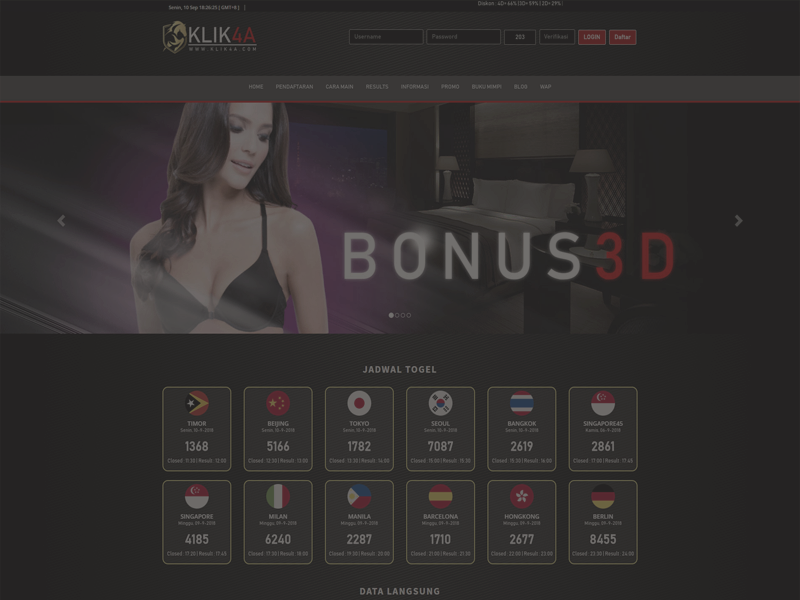 Senin, 10 Sep 18:26:25 [ GMT+8 ]
Diskon: 4D= 66% |3D= 59% |2D= 29% |
KLIK4A
WWW.KLIK4A.COM
Username
Password
203
Verifikasi
LOGIN
Daftar
HOME PENDAFTARAN CARA MAIN RESULTS INFORMASI PROMO BUKU MIMPI BLOG WAP
BONUS3D
JADWAL TOGEL
TIMOR
Senin, 10-9-2018
1368
Closed : 11:30 | Result : 12:00
BEIJING
Senin, 10-9-2018
5166
Closed : 12:30 | Result : 13:00
TOKYO
Senin, 10-9-2018
1782
Closed : 13:30 | Result : 14:00
SEOUL
Senin, 10-9-2018
7087
Closed : 15:00 | Result : 15:30
BANGKOK
Senin, 10-9-2018
2619
Closed : 15:30 | Result : 16:00
SINGAPORE45
2861
Closed : 17:00 | Result : 17:45
SINGAPORE
Minggu, 09-9-2018
4185
Closed : 17:20 | Result : 17:45
MILAN
Minggu, 09-9-2018
6240
Closed : 17:30 | Result : 18:00
MANILA
Minggu, 09-9-2018
2287
Closed : 19:30 | Result : 20:00
BARCELONA
Minggu, 09-9-2018
1710
Closed : 21:00 | Result : 21:30
HONGKONG
Minggu, 09-9-2018
2677
Closed : 22:00 | Result : 23:00
BERLIN
Minggu, 09-9-2018
8455
Closed : 23:30 | Result : 24:00
DATA LANGSUNG